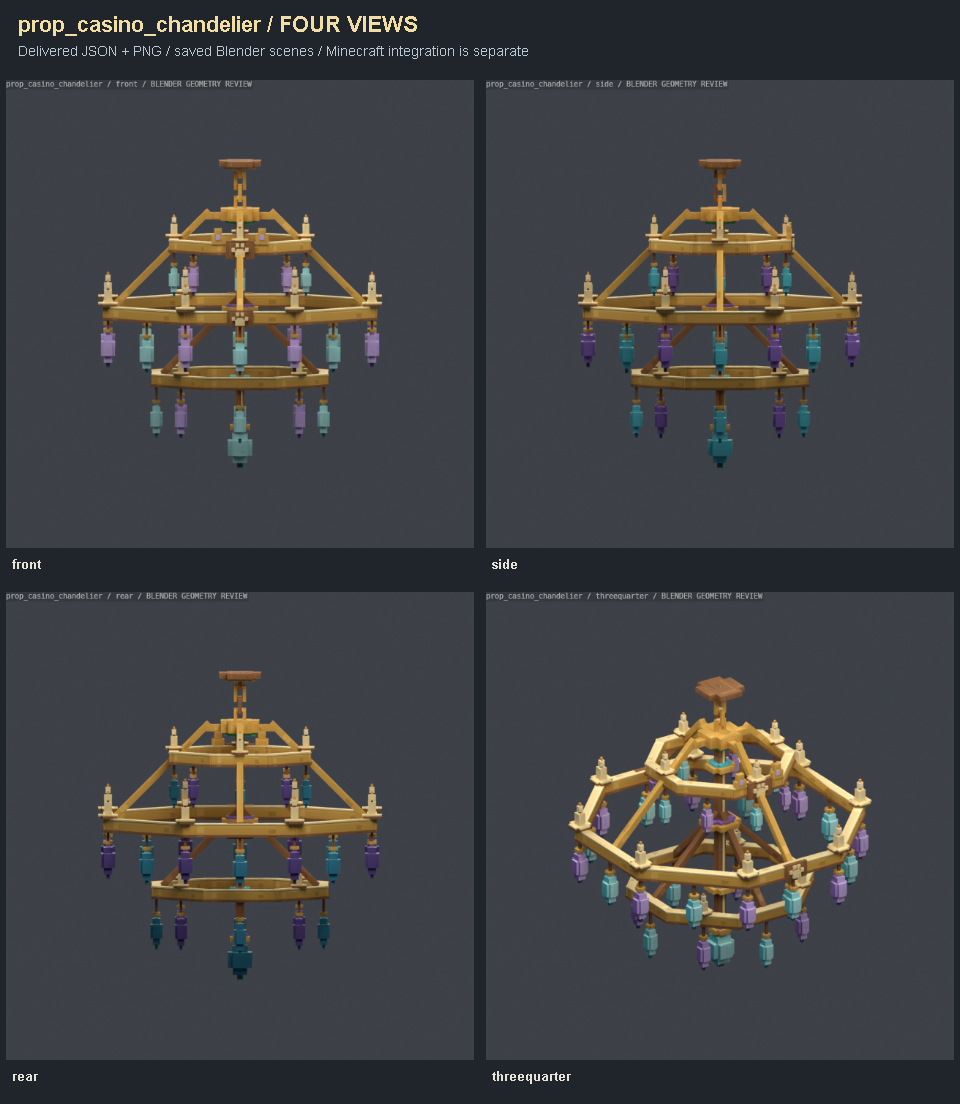 prop_casino_chandelier / FOUR VIEWS
Delivered JSON + PNG / saved Blender scenes / Minecraft integration is separate
prop_casino_chandelier / front / BLENDER GEOMETRY REVIEW
prop_casino_chandelier / side / BLENDER GEOMETRY REVIEW
front
side
prop_casino_chandelier / rear / BLENDER GEOMETRY REVIEW
prop_casino_chandelier / threequarter / BLENDER GEOMETRY REVIEW
rear
threequarter